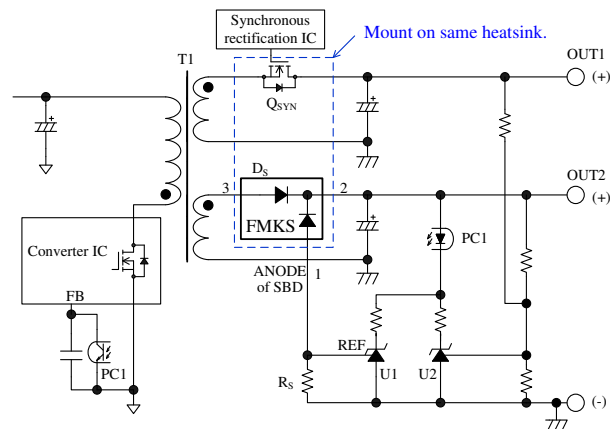 Synchronous
rectification IC
Mount on same heatsink.
T1
OUT1
(+)
+
+
QSYN
DS
OUT2
3
2
(+)
FMKS
+
PC1
Converter IC
ANODE
of SBD
1
FB
REF
U1
U2
PC1
RS
(-)